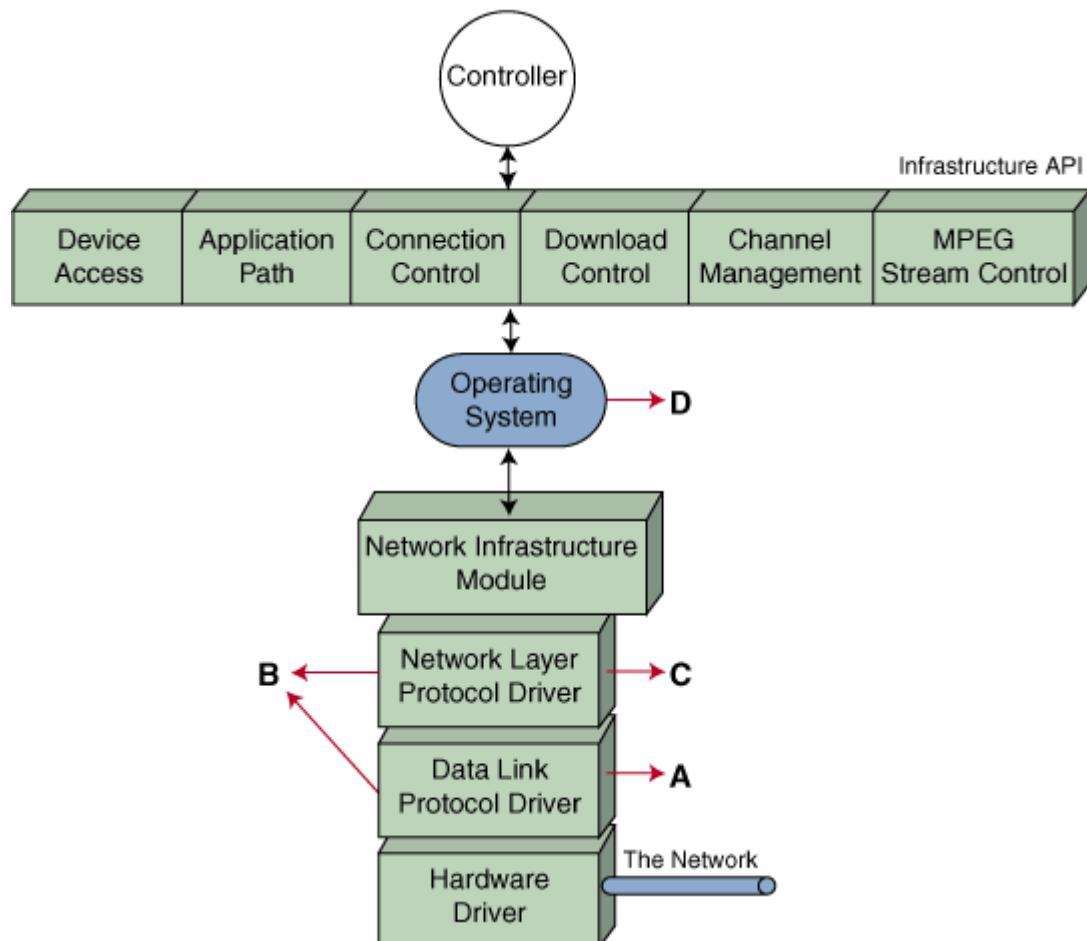 Controller
Infrastructure API
Device
Access
Application
Path
Connection
Control
Download
Control
Channel
Management
MPEG
Stream Control
Operating
System
D
Network Infrastructure
Module
B
Network Layer
Protocol Driver
C
Data Link
Protocol Driver
A
The Network
Hardware
Driver